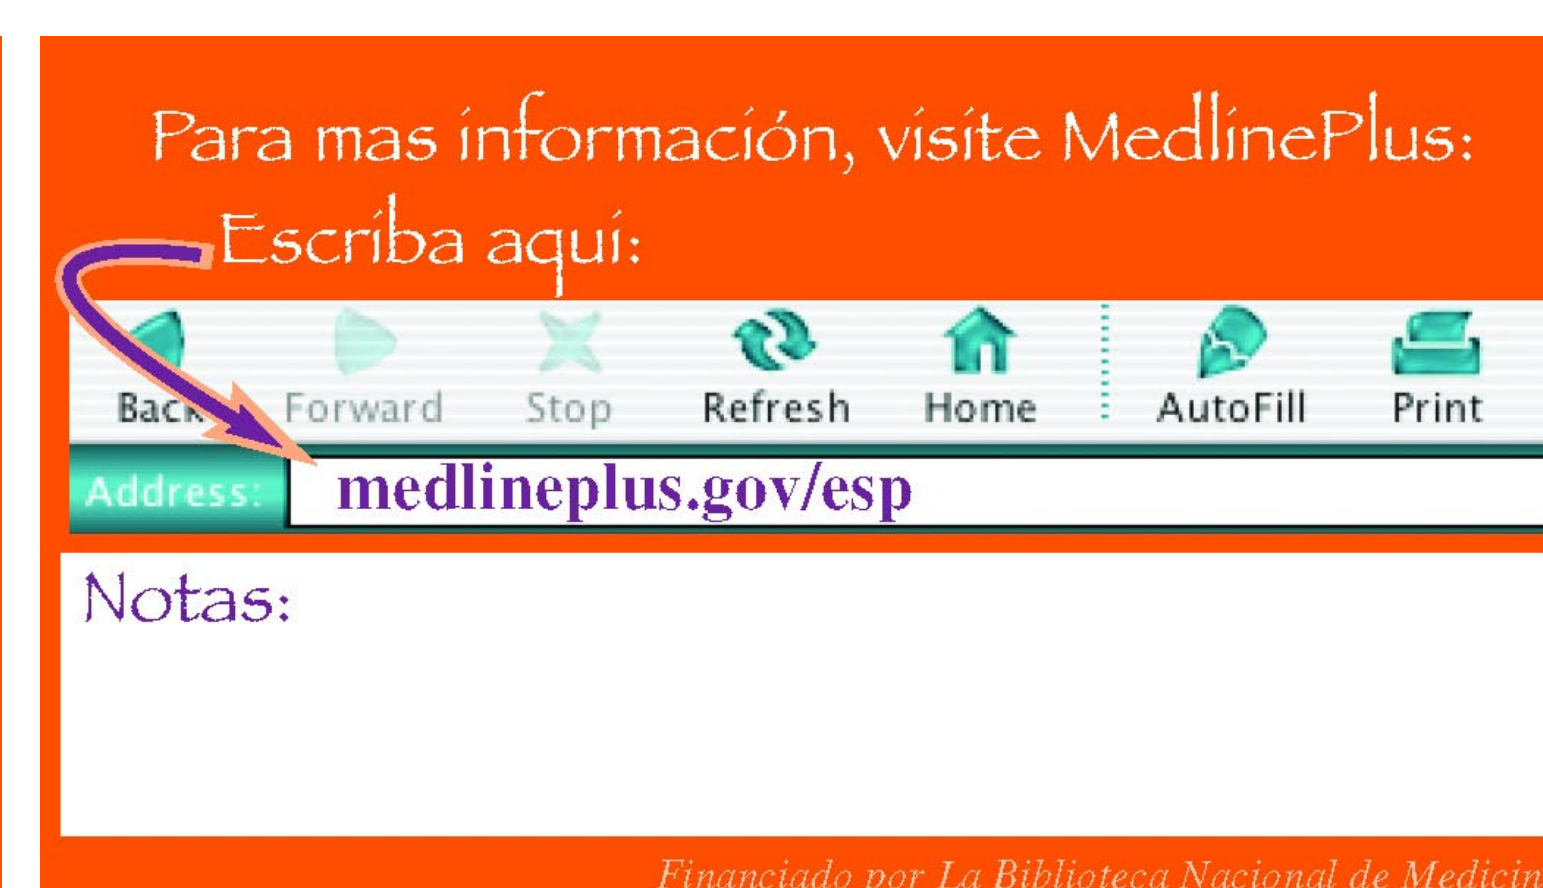 Para mas información, visite MedlinePlus:
Escriba aquí:
Back Forward Stop Refresh Home AutoFill Print
Address: medlineplus.gov/esp
Notas:
Financiado por La Biblioteca Nacional de